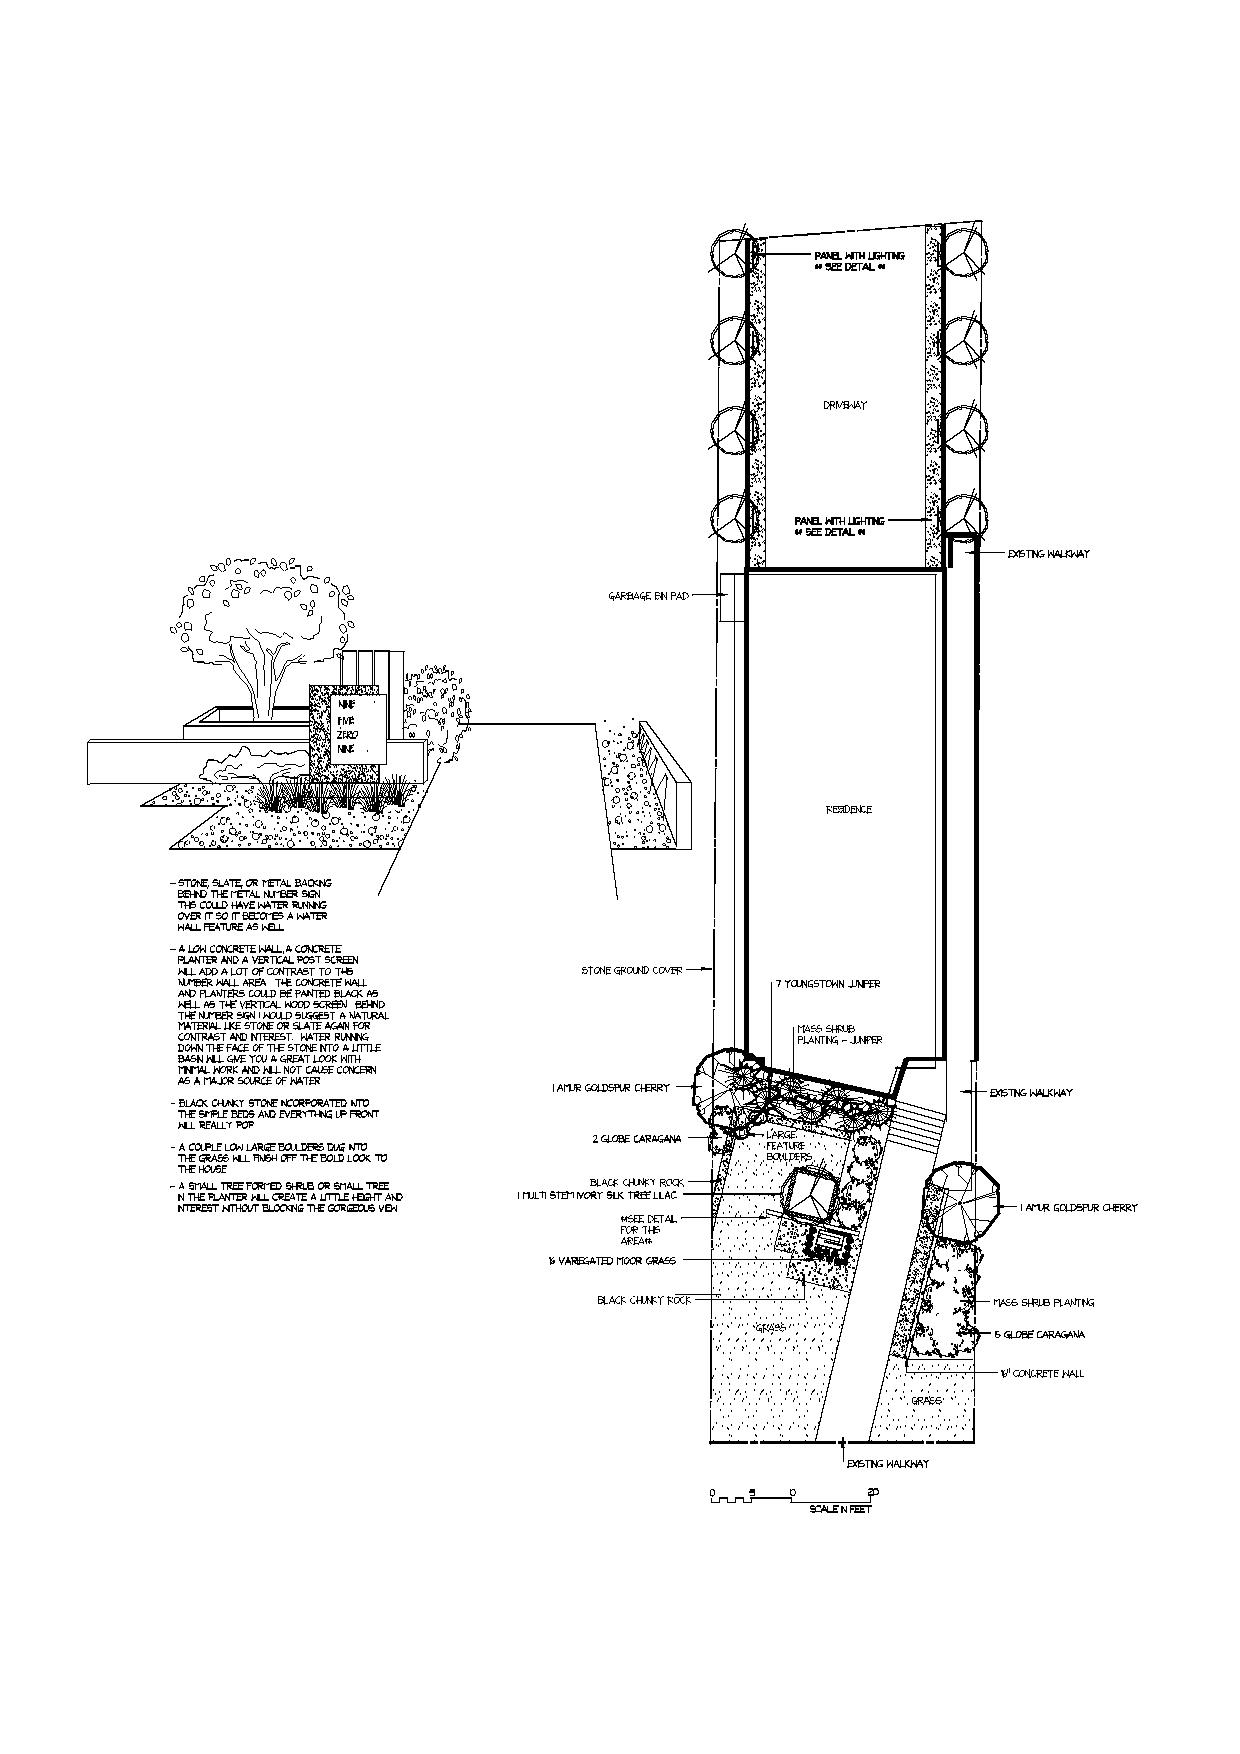 PANEL WITH LIGHTING
** SEE DETAIL **
DRIVEWAY
PANEL WITH LIGHTING
** SEE DETAIL **
EXISTING WALKWAY
GARBAGE BIN PAD
NINE
FIVE
ZERO
NINE
RESIDENCE
- STONE, SLATE, OR METAL BACKING
BEHIND THE METAL NUMBER SIGN
THIS COULD HAVE WATER RUNNING
OVER IT SO IT BECOMES A WATER
WALL FEATURE AS WELL
- A LOW CONCRETE WALL, A CONCRETE
PLANTER AND A VERTICAL POST SCREEN
WILL ADD A LOT OF CONTRAST TO THIS
NUMBER WALL AREA THE CONCRETE WALL
AND PLANTERS COULD BE PAINTED BLACK AS
WELL AS THE VERTICAL WOOD SCREEN BEHIND
THE NUMBER SIGN I WOULD SUGGEST A NATURAL
MATERIAL LIKE STONE OR SLATE AGAIN FOR
CONTRAST AND INTEREST. WATER RUNNING
DOWN THE FACE OF THE STONE INTO A LITTLE
BASIN WILL GIVE YOU A GREAT LOOK WITH
MINIMAL WORK AND WILL NOT CAUSE CONCERN
AS A MAJOR SOURCE OF WATER
- BLACK CHUNKY STONE INCORPORATED INTO
THE SIMPLE BEDS AND EVERYTHING UP FRONT
WILL REALLY POP
- A COUPLE LOW LARGE BOULDERS DUG INTO
THE GRASS WILL FINISH OFF THE BOLD LOOK TO
THE HOUSE
- A SMALL TREE FORMED SHRUB OR SMALL TREE
IN THE PLANTER WILL CREATE A LITTLE HEIGHT AND
INTEREST WITHOUT BLOCKING THE GORGEOUS VIEW
STONE GROUND COVER
7 YOUNGSTOWN JUNIPER
MASS SHRUB
PLANTING - JUNIPER
1 AMUR GOLDSPUR CHERRY
EXISTING WALKWAY
2 GLOBE CARAGANA
LARGE
FEATURE
BOULDERS
BLACK CHUNKY ROCK
1 MULTI STEM IVORY SILK TREE LILAC
1 AMUR GOLDSPUR CHERRY
**SEE DETAIL
FOR THIS
AREA**
VARIEGATED MOOR GRASS
BLACK CHUNKY ROCK
MASS SHRUB PLANTING
GRASS
GLOBE CARAGANA
CONCRETE WALL
GRASS
EXISTING WALKWAY
0 5 0 20
SCALE IN FEET